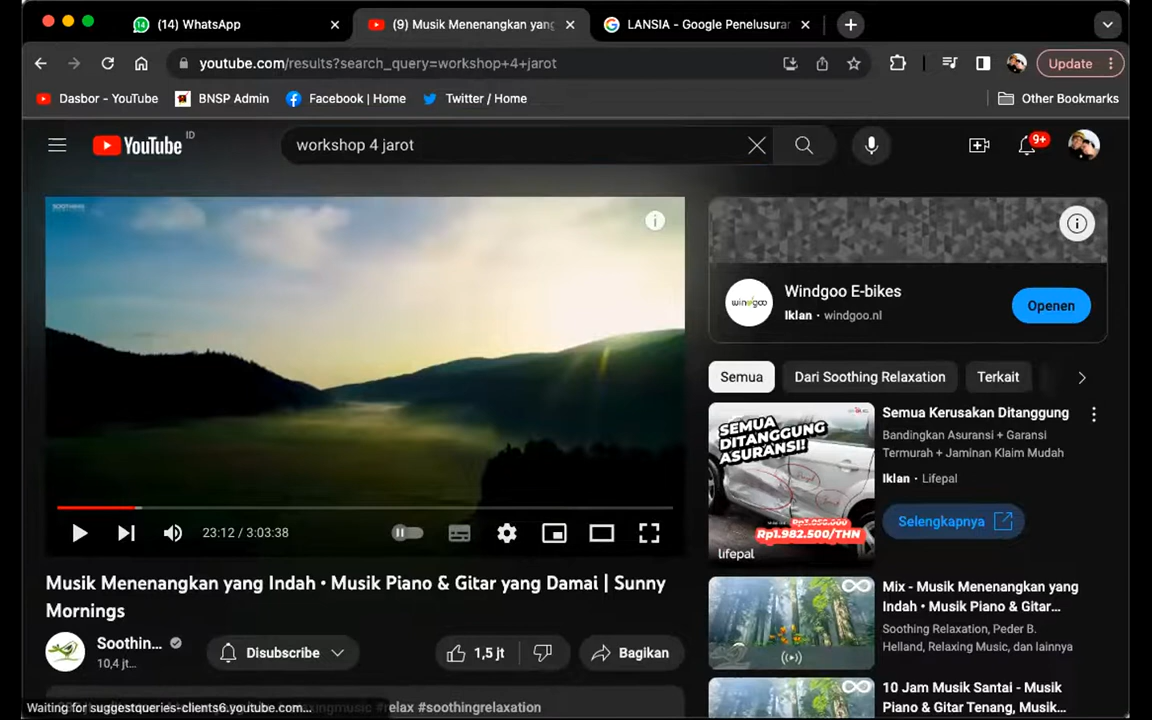 (14) WhatsApp
(9) Musik Menenangkan yang
LANSIA - Google Penelusuran
youtube.com/results?search_query=workshop+4+jarot
Update
Dasbor - YouTube
BNSP Admin
Facebook | Home
Twitter / Home
Other Bookmarks
YouTube ID
workshop 4 jarot
9+
SOOTHING
Windgoo E-bikes
Iklan · windgoo.nl
Openen
windgoo
Semua
Dari Soothing Relaxation
Terkait
SEMUA
DITANGGUNG
ASURANSI!
Rp1.982.500/THN
lifepal
Semua Kerusakan Ditanggung
Bandingkan Asuransi + Garansi
Termurah + Jaminan Klaim Mudah
Iklan · Lifepal
Selengkapnya
23:12 / 3:03:38
Musik Menenangkan yang Indah • Musik Piano & Gitar yang Damai | Sunny
Mornings
Soothin...
10,4 jt...
Disubscribe
1,5 jt
Bagikan
Mix - Musik Menenangkan yang
Indah • Musik Piano & Gitar...
Soothing Relaxation, Peder B.
Helland, Relaxing Music, dan lainnya
10 Jam Musik Santai - Musik
Piano & Gitar Tenang, Musik...
Waiting for suggestqueries-clients6.youtube.com...
#relax #soothingrelaxation